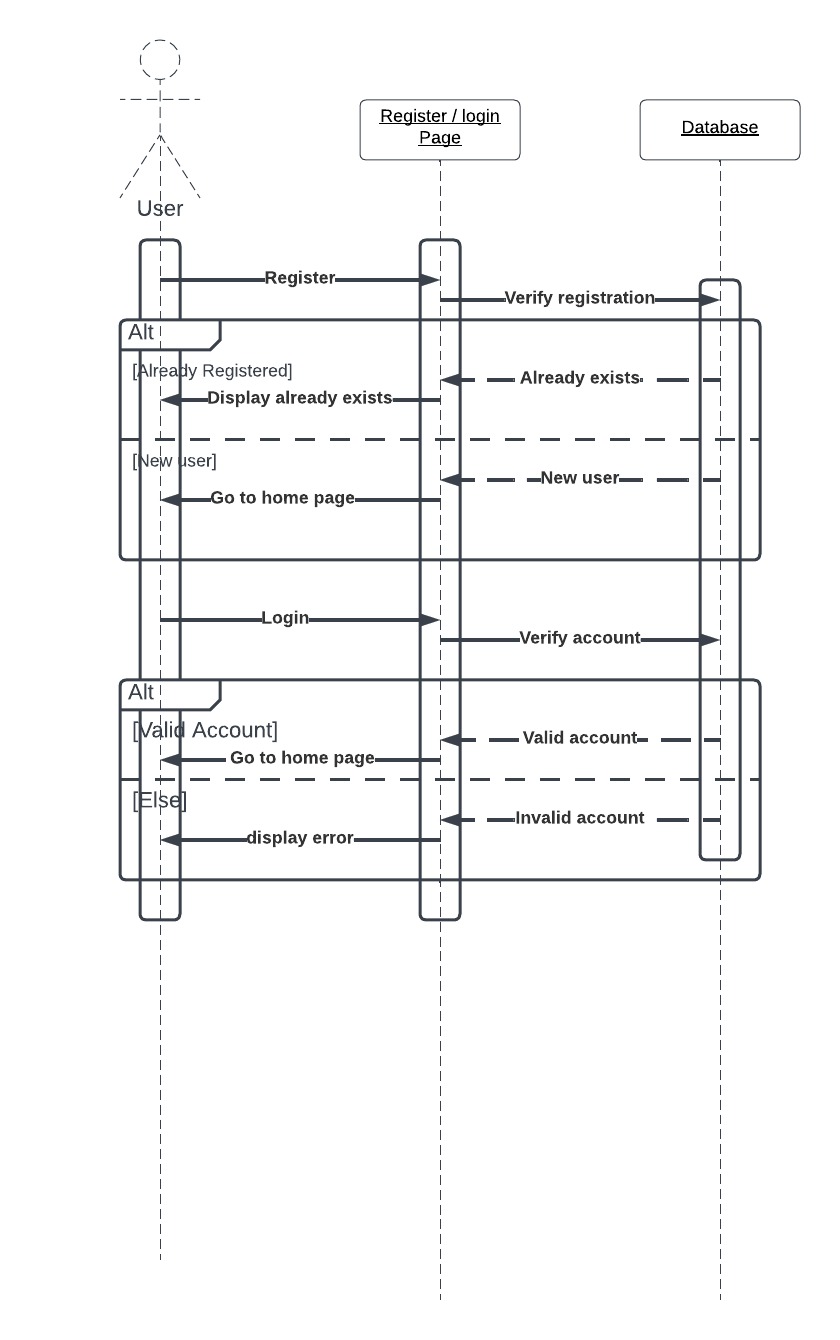 Register / login
Page
Database
User
Register
Verify registration
Alt
[Already Registered]
Already exists
Display already exists
[New user]
New user
Go to home page
Login
Verify account
Alt
[Valid Account]
Valid account
Go to home page
[Else]
Invalid account
display error